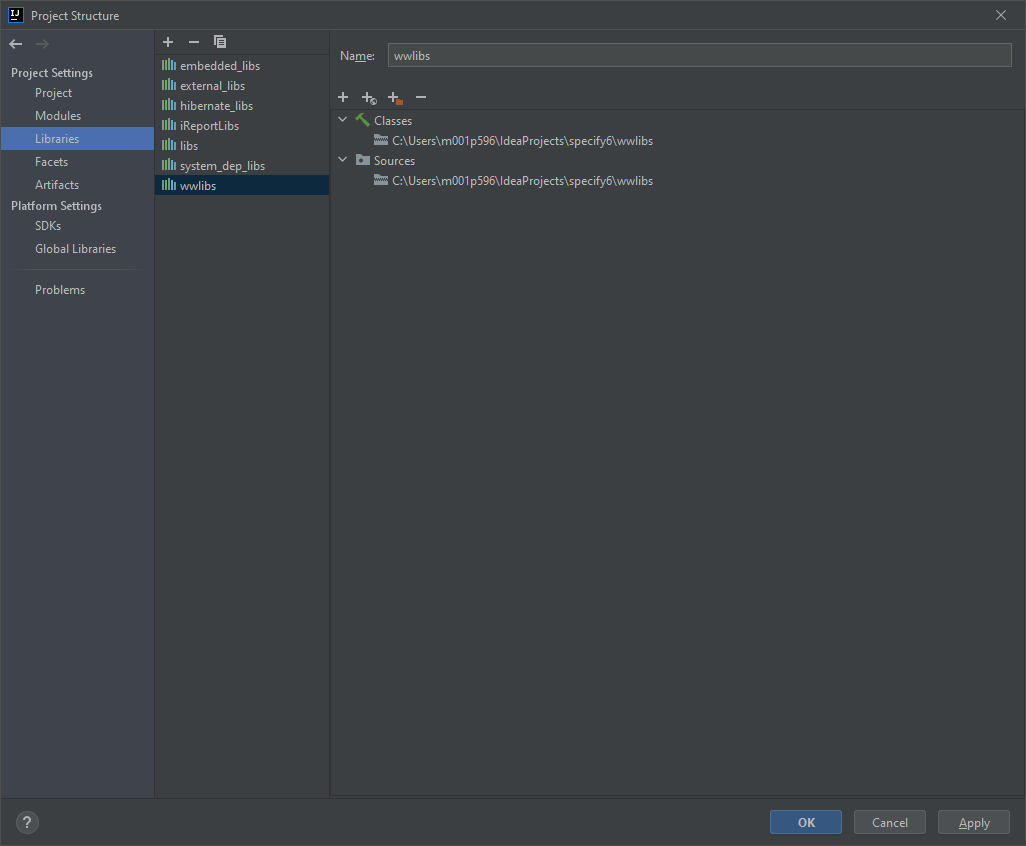 IJ
Project Structure
Project Settings
Project
Modules
Libraries
Facets
Artifacts
Platform Settings
SDKs
Global Libraries
Problems
embedded_libs
external_libs
hibernate_libs
iReportLibs
libs
system_dep_libs
wwlibs
Name: wwlibs
Classes
C:\Users\m001p596\IdeaProjects\specify6\wwlibs
Sources
C:\Users\m001p596\IdeaProjects\specify6\wwlibs
?
OK
Cancel
Apply